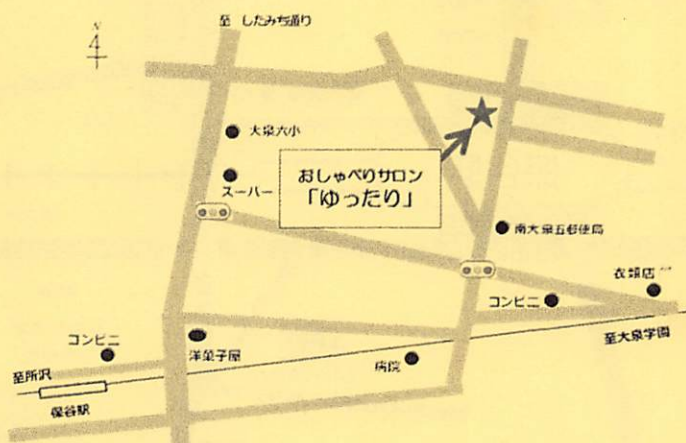 至 したみち通り
N
大泉六小
スーパー
おしゃべりサロン
「ゆったり」
南大泉五郵便局
衣類店
コンビニ
コンビニ
洋菓子屋
病院
至大泉学園
至所沢
保谷駅